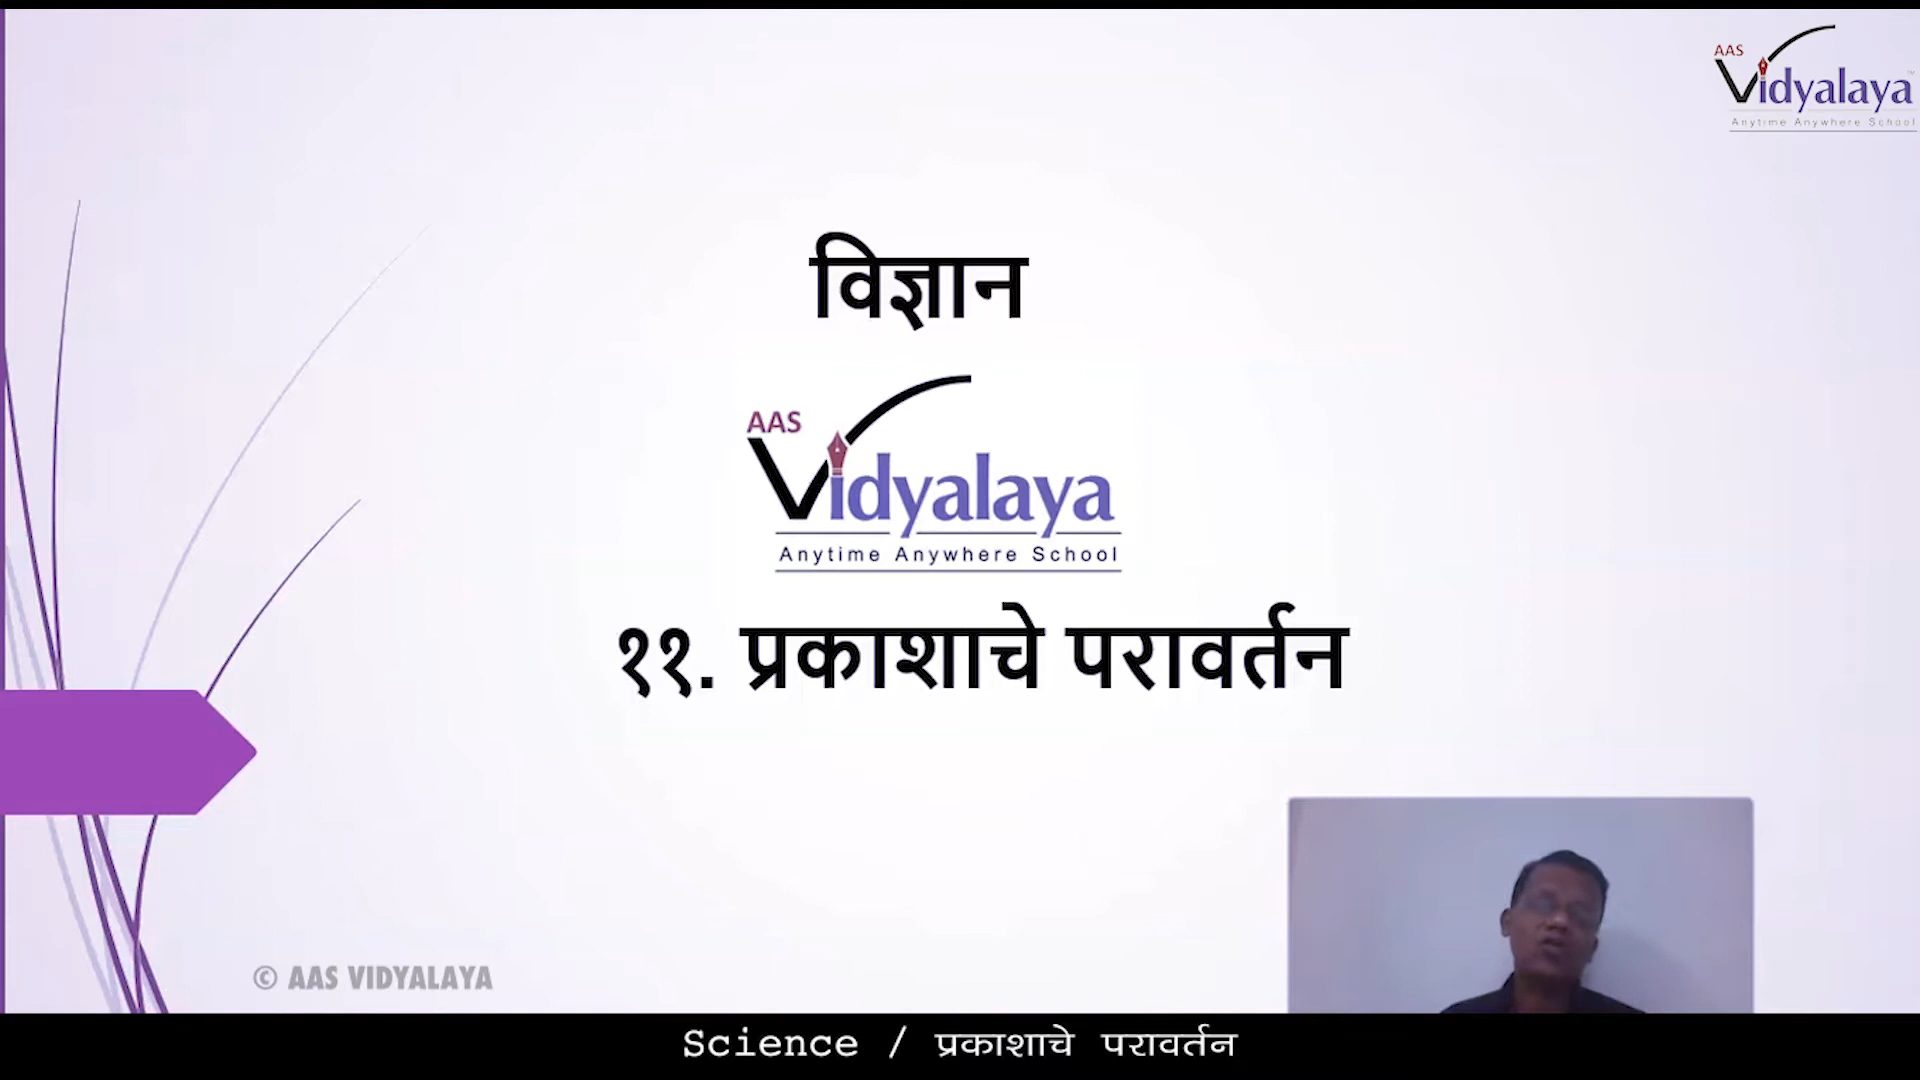 AAS
Vidyalaya
Anytime Anywhere School
विज्ञान
AAS
Vidyalaya
Anytime Anywhere School
११. प्रकाशाचे परावर्तन
© AAS VIDYALAYA
Science / प्रकाशाचे परावर्तन